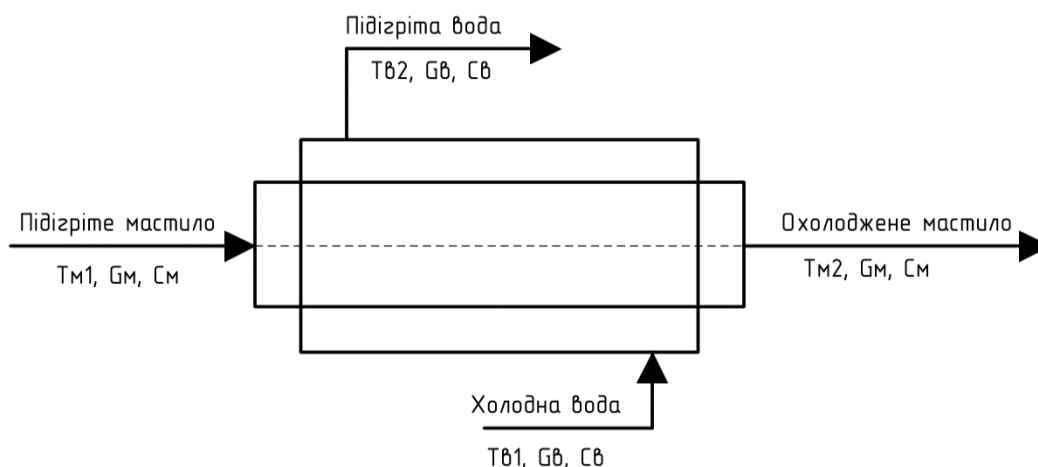 Підігріта вода
Тв2, Gв, Св
Підігріте мастило
Тм1, Gм, См
Охолоджене мастило
Тм2, Gм, См
Холодна вода
Тв1, Gв, Св